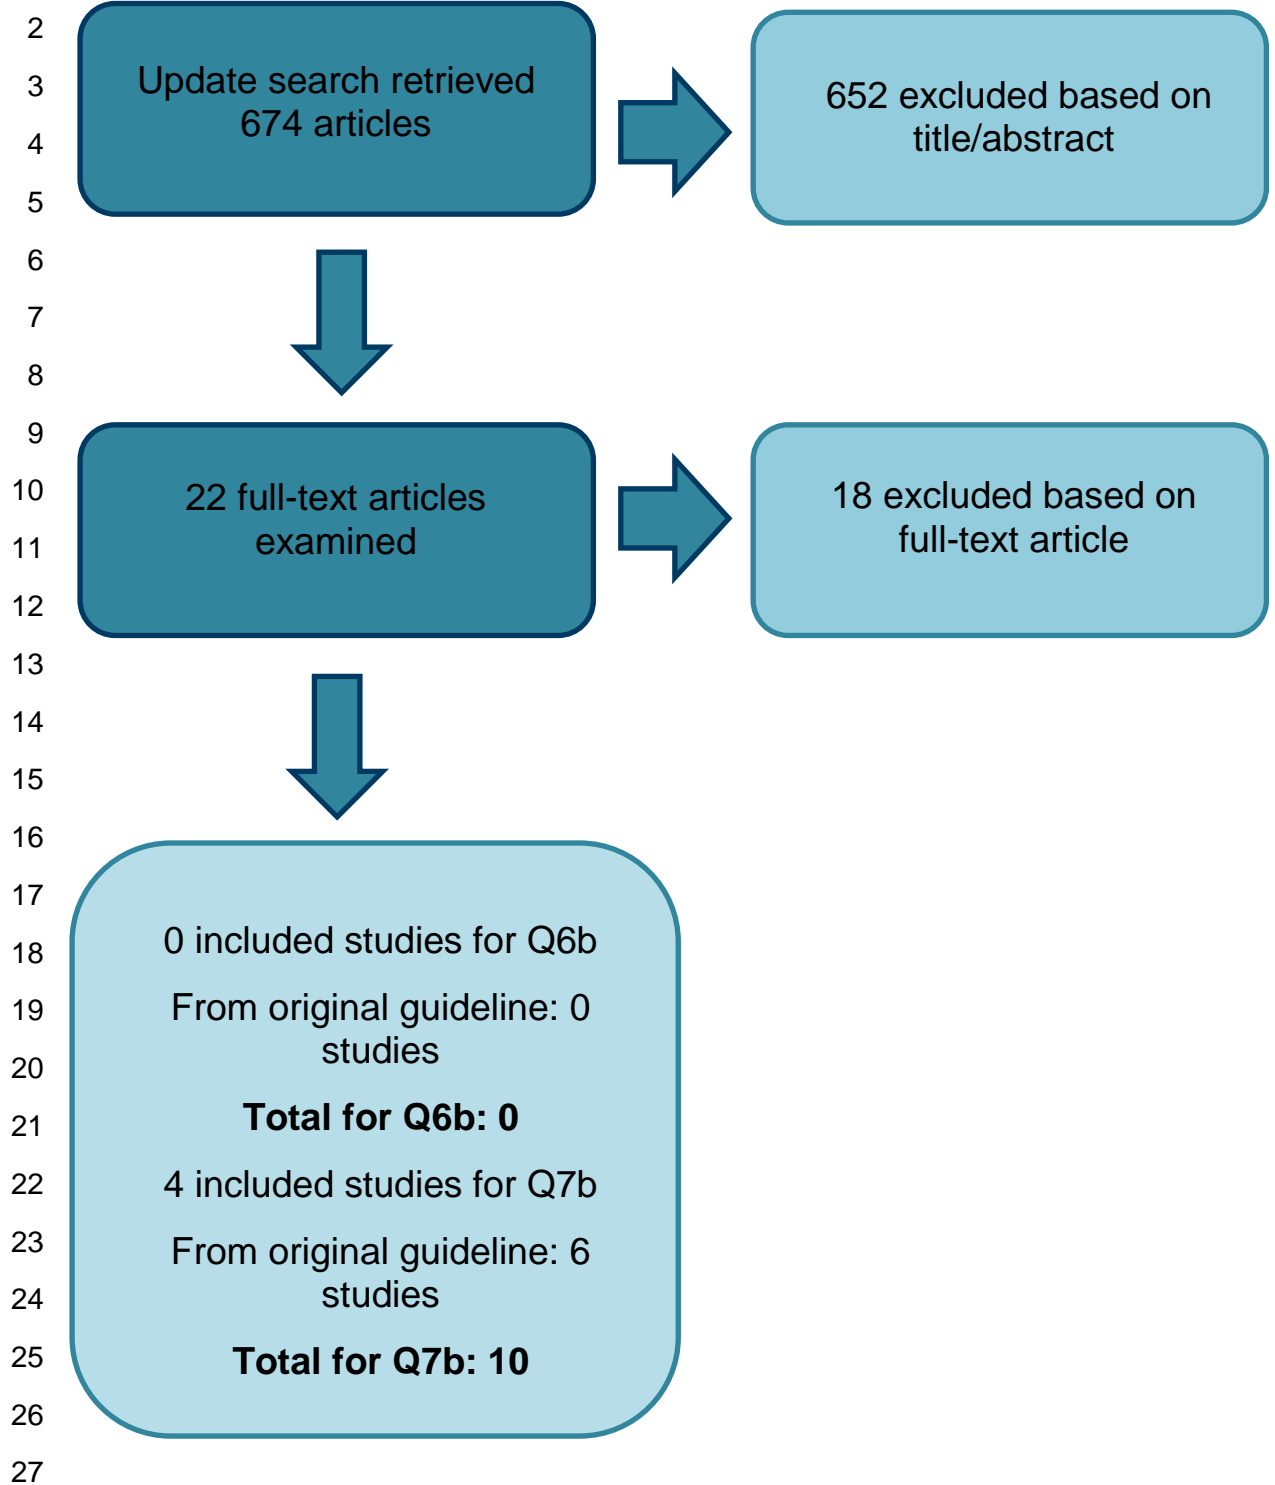 2
3
4
5
6
7
8
9
10
11
12
13
14
15
16
17
18
19
20
21
22
23
24
25
26
27
Update search retrieved
674 articles
652 excluded based on
title/abstract
22 full-text articles
examined
18 excluded based on
full-text article
0 included studies for Q6b
From original guideline: 0
studies
Total for Q6b: 0
4 included studies for Q7b
From original guideline: 6
studies
Total for Q7b: 10